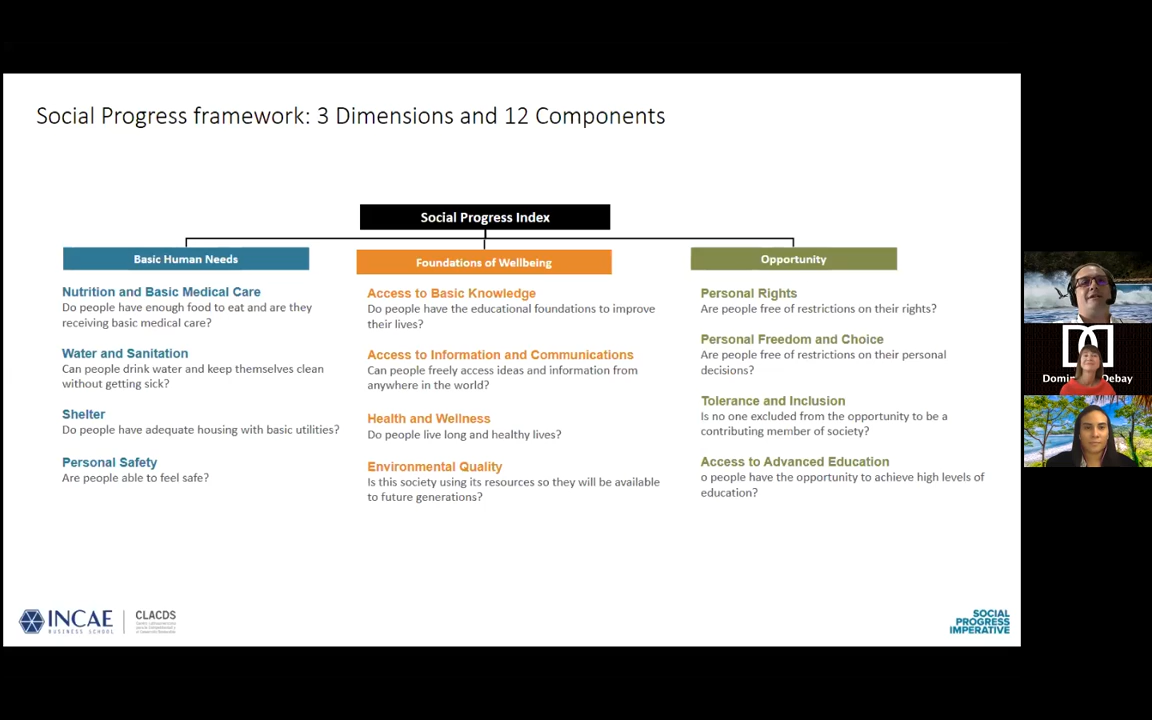 Social Progress framework: 3 Dimensions and 12 Components
Social Progress Index
Basic Human Needs
Nutrition and Basic Medical Care
Do people have enough food to eat and are they
receiving basic medical care?
Water and Sanitation
Can people drink water and keep themselves clean
without getting sick?
Shelter
Do people have adequate housing with basic utilities?
Personal Safety
Are people able to feel safe?
Foundations of Wellbeing
Access to Basic Knowledge
Do people have the educational foundations to improve
their lives?
Access to Information and Communications
Can people freely access ideas and information from
anywhere in the world?
Health and Wellness
Do people live long and healthy lives?
Environmental Quality
Is this society using its resources so they will be available
to future generations?
Opportunity
Personal Rights
Are people free of restrictions on their rights?
Personal Freedom and Choice
Are people free of restrictions on their personal
decisions?
Tolerance and Inclusion
Is no one excluded from the opportunity to be a
contributing member of society?
Access to Advanced Education
o people have the opportunity to achieve high levels of
education?
INCAE
BUSINESS SCHOOL
CLACDS
SOCIAL
PROGRESS
IMPERATIVE
Debay